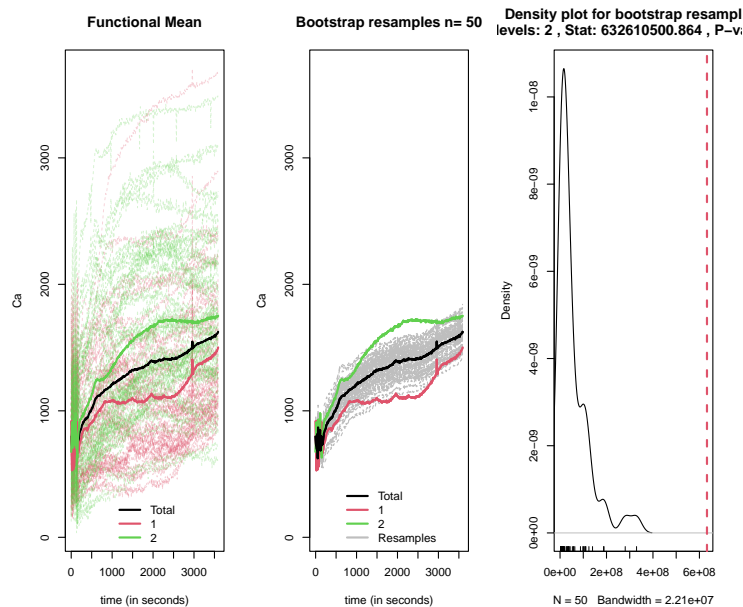 Functional Mean
Ca
3000
2000
1000
0
Total
1
2
0 1000 3000
time (in seconds)
Bootstrap resamples n= 50
Ca
3000
2000
1000
0
Total
1
2
Resamples
0 1000 3000
time (in seconds)
Density plot for bootstrap resampl
levels: 2 , Stat: 632610500.864 , P−va
Density
1e−08
8e−09
6e−09
4e−09
2e−09
0e+00
0e+00 2e+08 4e+08 6e+08
N = 50 Bandwidth = 2.21e+07